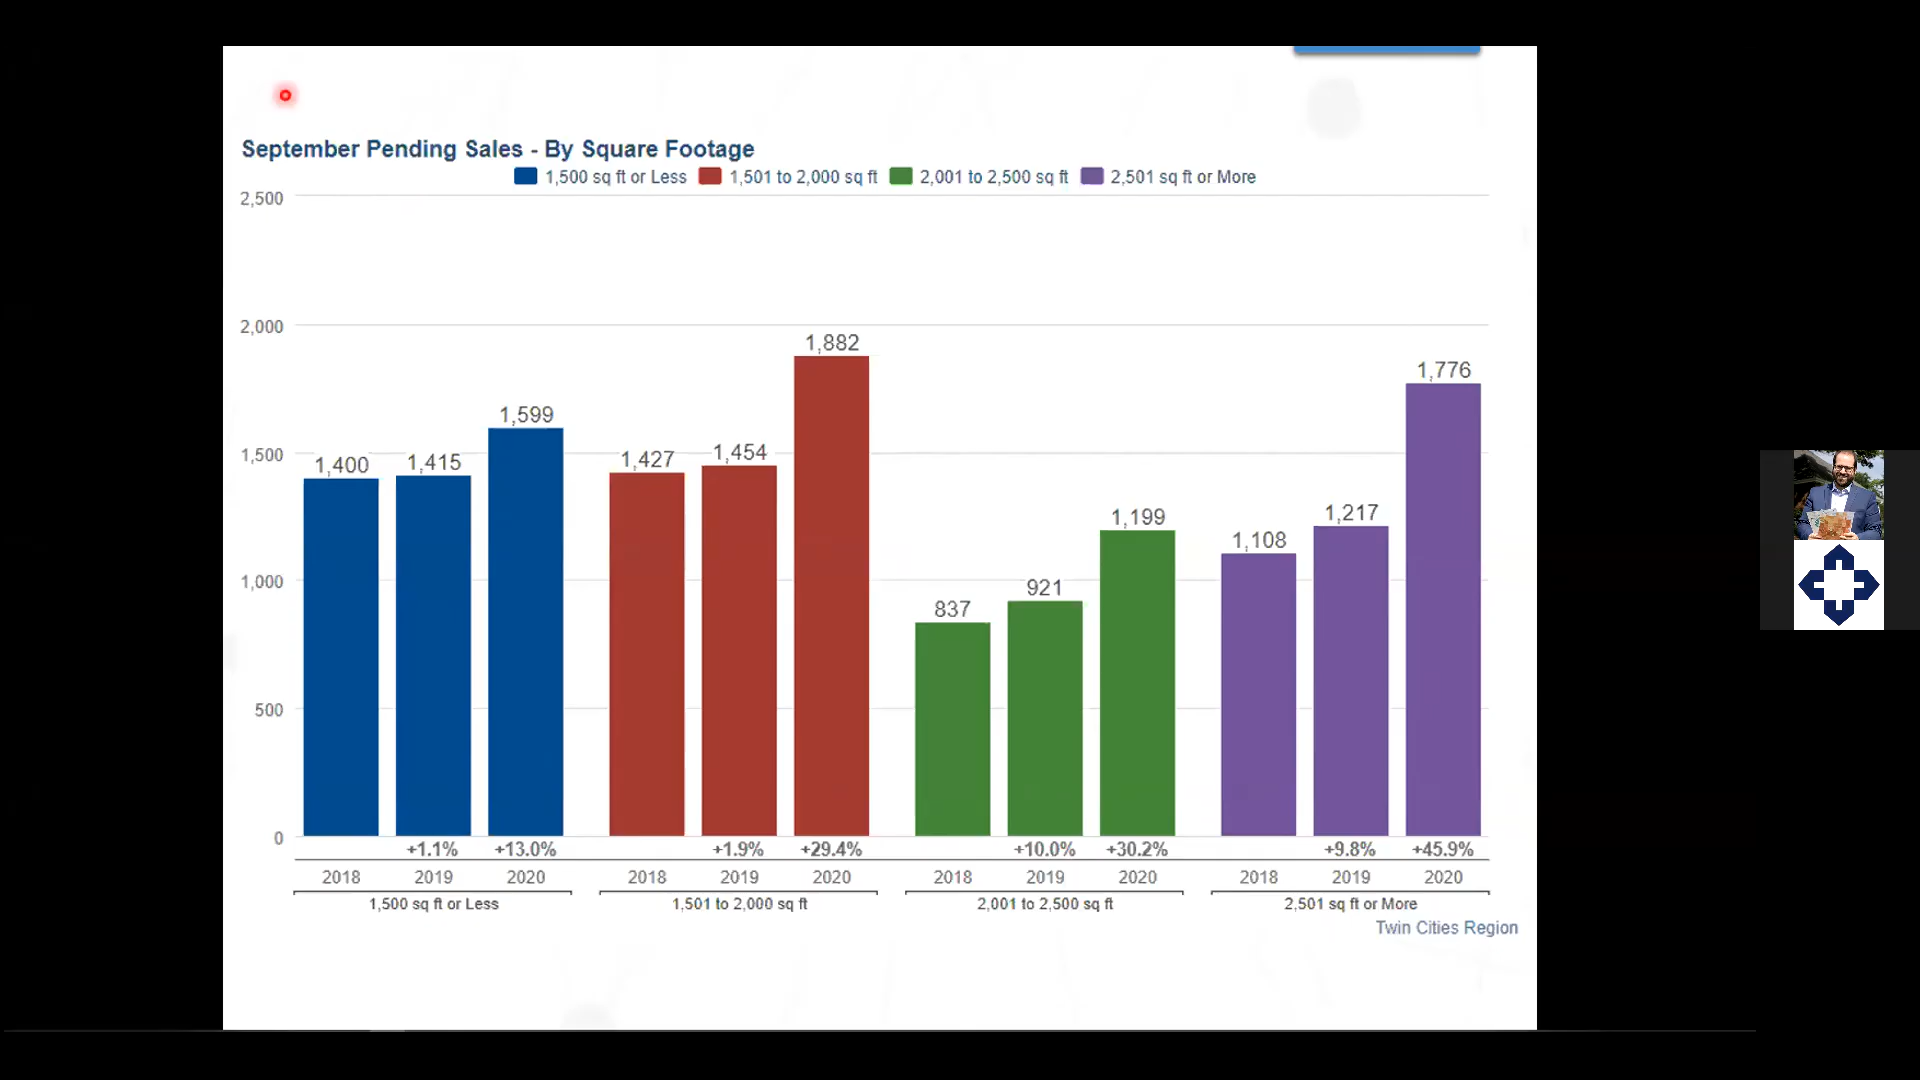 September Pending Sales - By Square Footage
1,500 sq ft or Less 1,501 to 2,000 sq ft 2,001 to 2,500 sq ft 2,501 sq ft or More
2,500
2,000
1,500
1,000
500
0
1,400 1,415 1,599 1,427 1,454 1,882 837 921 1,199 1,108 1,217 1,776
+1.1% +13.0% +1.9% +29.4% +10.0% +30.2% +9.8% +45.9%
2018 2019 2020 2018 2019 2020 2018 2019 2020 2018 2019 2020
1,500 sq ft or Less 1,501 to 2,000 sq ft 2,001 to 2,500 sq ft 2,501 sq ft or More
Twin Cities Region